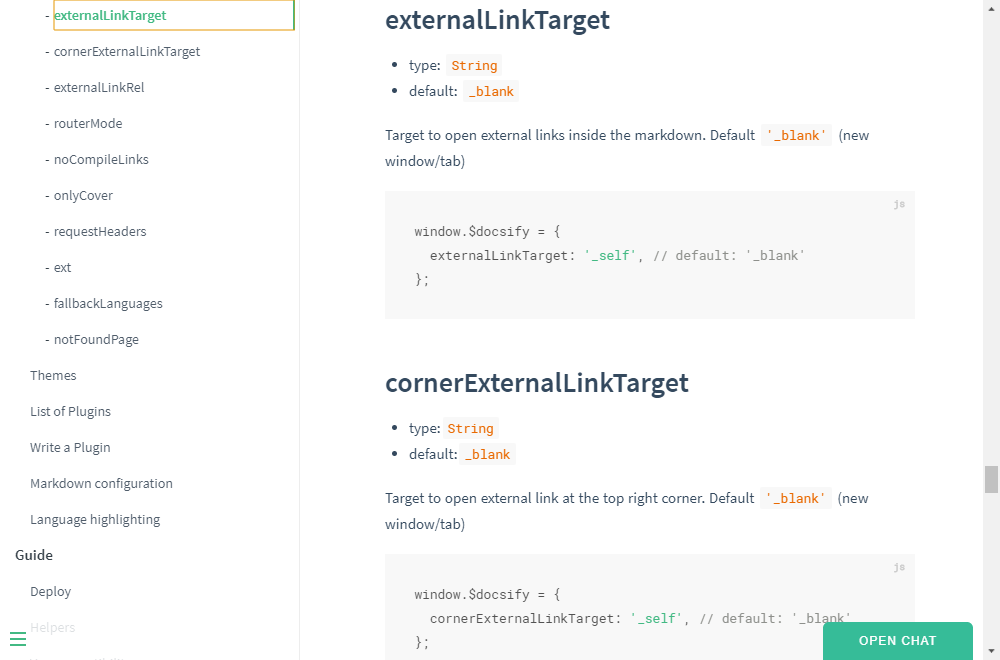 - externalLinkTarget
- cornerExternalLinkTarget
- externalLinkRel
- routerMode
- noCompileLinks
- onlyCover
- requestHeaders
- ext
- fallbackLanguages
- notFoundPage
Themes
List of Plugins
Write a Plugin
Markdown configuration
Language highlighting
Guide
Deploy
Helpers
externalLinkTarget
• type: String
• default: _blank
Target to open external links inside the markdown. Default '_blank' (new
window/tab)
js
window.$docsify = {
externalLinkTarget: '_self', // default: '_blank'
};
cornerExternalLinkTarget
• type: String
• default: _blank
Target to open external link at the top right corner. Default '_blank' (new
window/tab)
js
window.$docsify = {
cornerExternalLinkTarget: '_self', // default: '_blank'
};
OPEN CHAT